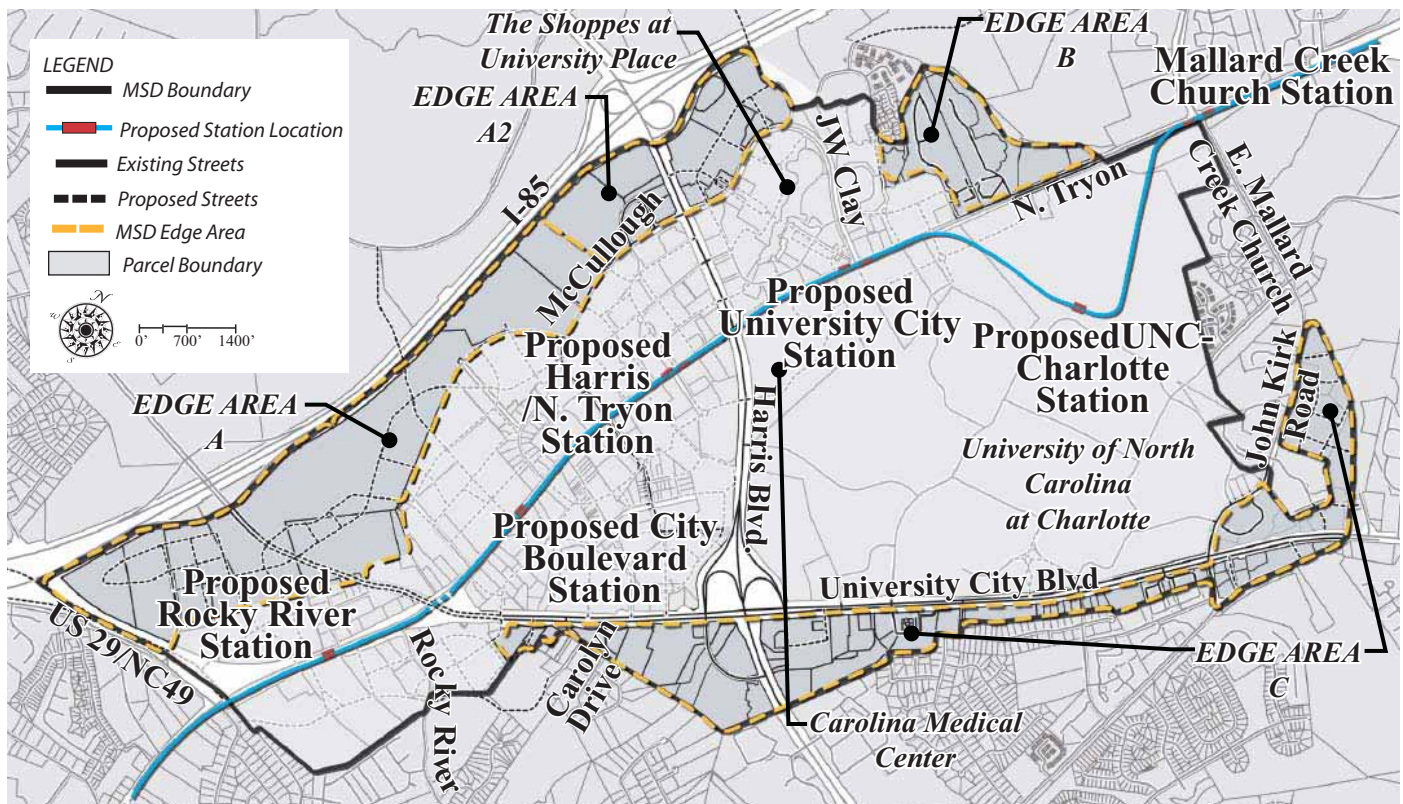 LEGEND
MSD Boundary
Proposed Station Location
Existing Streets
Proposed Streets
MSD Edge Area
Parcel Boundary
N
W
E
S
0'
700'
1400'
The Shoppes at
University Place
EDGE AREA
B
Mallard Creek
Church Station
EDGE AREA
A2
JW Clay
I-85
McCullough
N. Tryon
E. Mallard
Creek Church
Proposed
University City
Station
Proposed
Harris
/N. Tryon
Station
ProposedUNC-
Charlotte
Station
John Kirk
Road
EDGE AREA
A
Harris Blvd.
University of North
Carolina
at Charlotte
Proposed City
Boulevard
Station
Proposed
Rocky River
Station
University City Blvd
US 29/NC49
Rocky River
Carolyn
Drive
EDGE AREA
C
Carolina Medical
Center